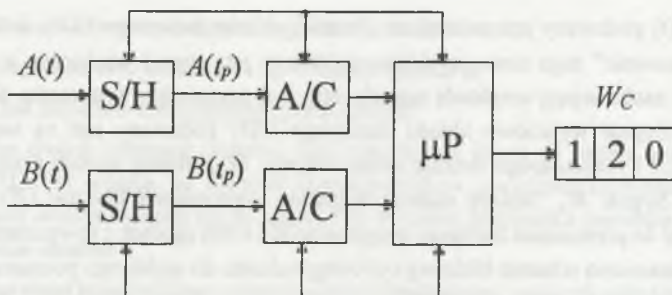 A(t) S/H A(tₚ) A/C
B(t) S/H B(tₚ) A/C
μP
W_C
1 2 0